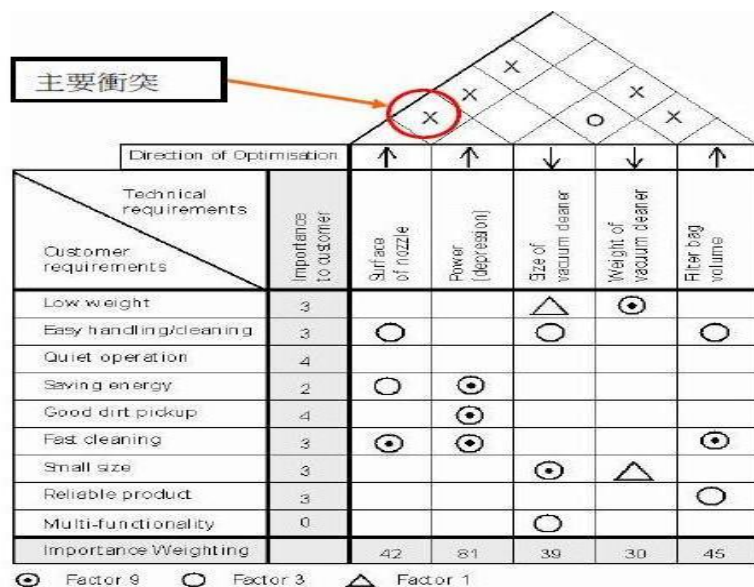 主要衝突
X
X
X
X
O
X
X
Direction of Optimisation
Technical
requirements
Customer
requirements
Importance
to customer
Surface
of nozzle
Power
(depression)
Size of
vacuum cleaner
Weight of
vacuum cleaner
Filter bag
volume
Low weight 3
Easy handling/cleaning 3
Quiet operation 4
Saving energy 2
Good dirt pickup 4
Fast cleaning 3
Small size 3
Reliable product 3
Multi-functionality 0
Importance Weighting 42 81 39 30 45
Factor 9 Factor 3 Factor 1